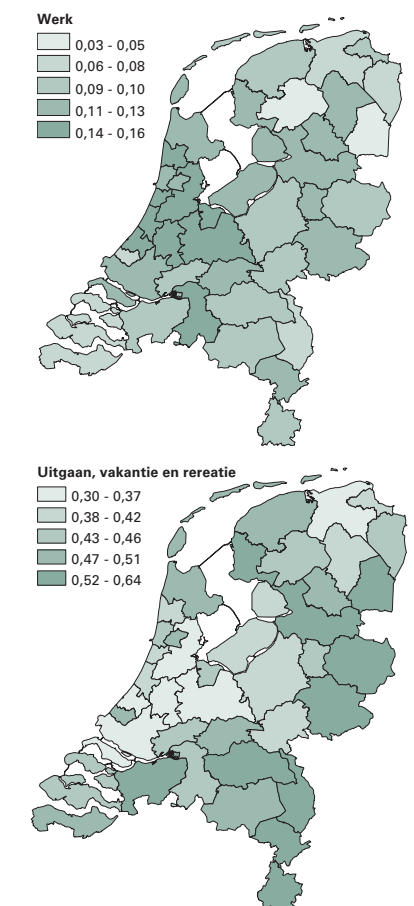 Werk
0,03 - 0,05
0,06 - 0,08
0,09 - 0,10
0,11 - 0,13
0,14 - 0,16
Uitgaan, vakantie en rereatie
0,30 - 0,37
0,38 - 0,42
0,43 - 0,46
0,47 - 0,51
0,52 - 0,64